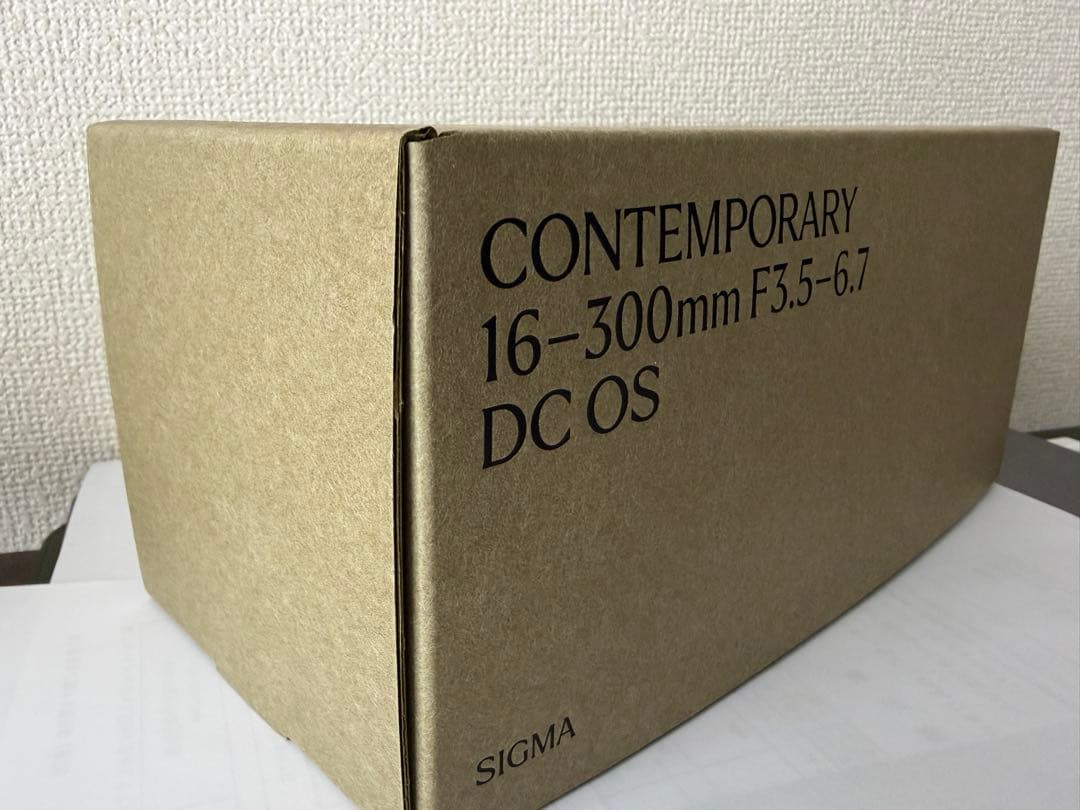 CONTEMPORARY
16–300mm F3.5–6.7
DC OS
SIGMA